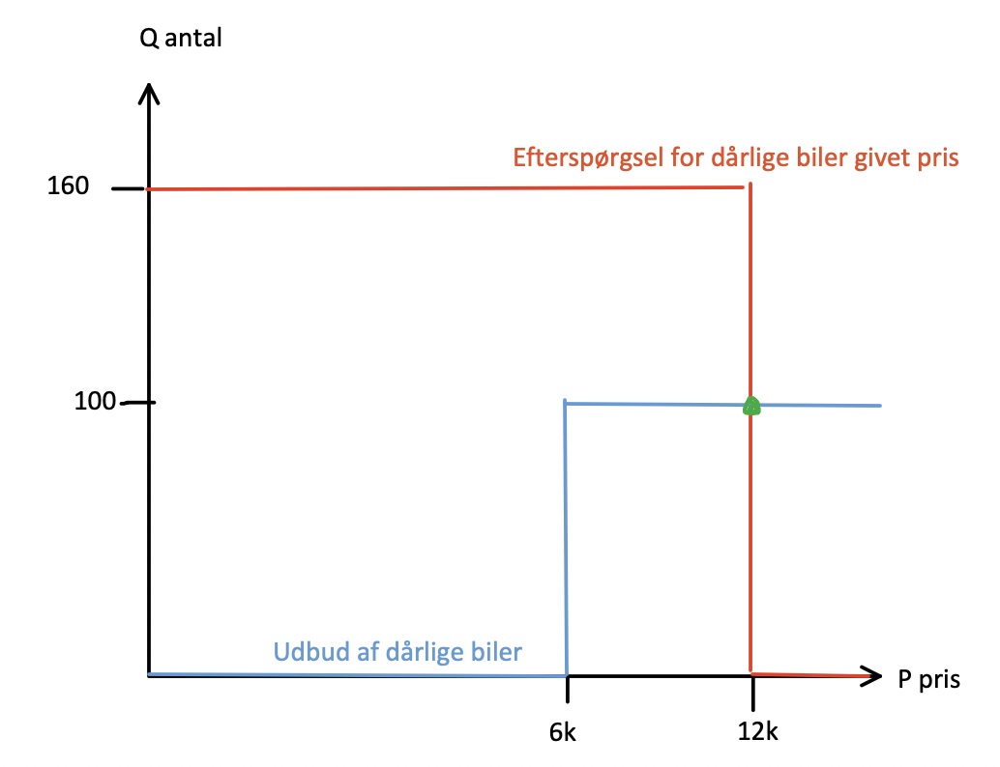 Q antal
Efterspørgsel for dårlige biler givet pris
160
100
Udbud af dårlige biler
P pris
6k
12k